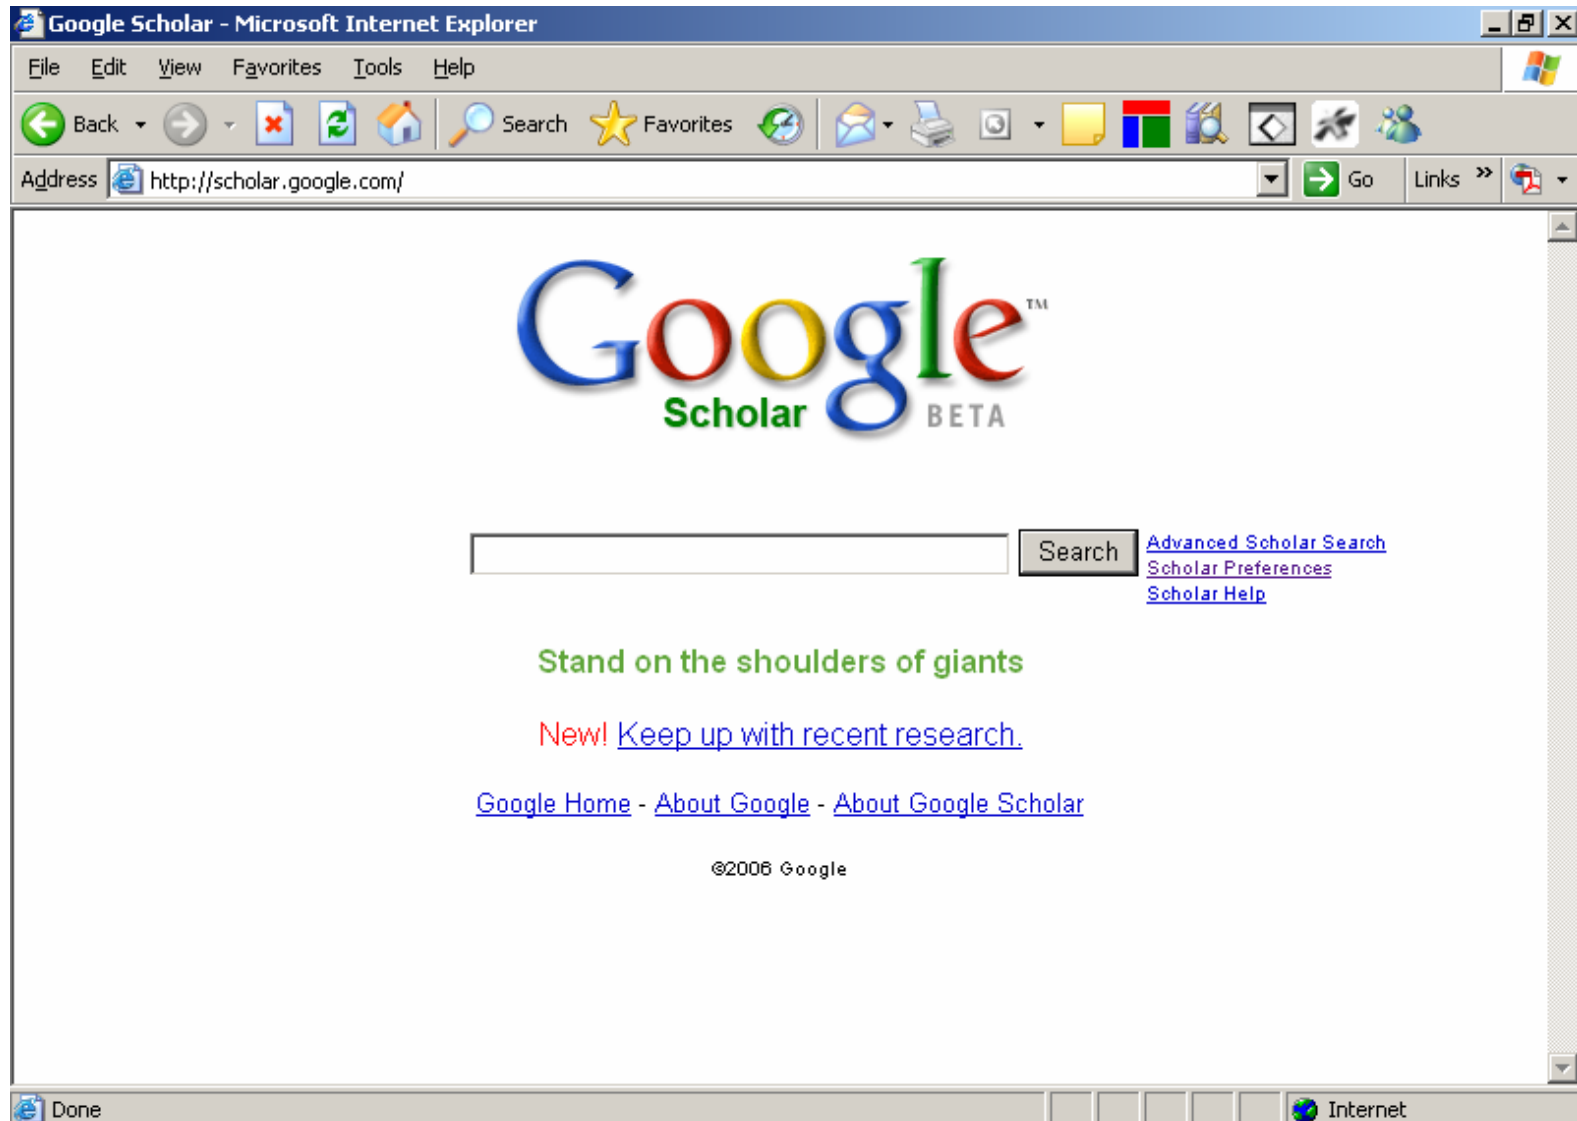 Google Scholar - Microsoft Internet Explorer
File Edit View Favorites Tools Help
Back Search Favorites
Address http://scholar.google.com/ Go Links »
Google™
Scholar BETA
Search
Advanced Scholar Search
Scholar Preferences
Scholar Help
Stand on the shoulders of giants
New! Keep up with recent research.
Google Home - About Google - About Google Scholar
©2006 Google
Done Internet